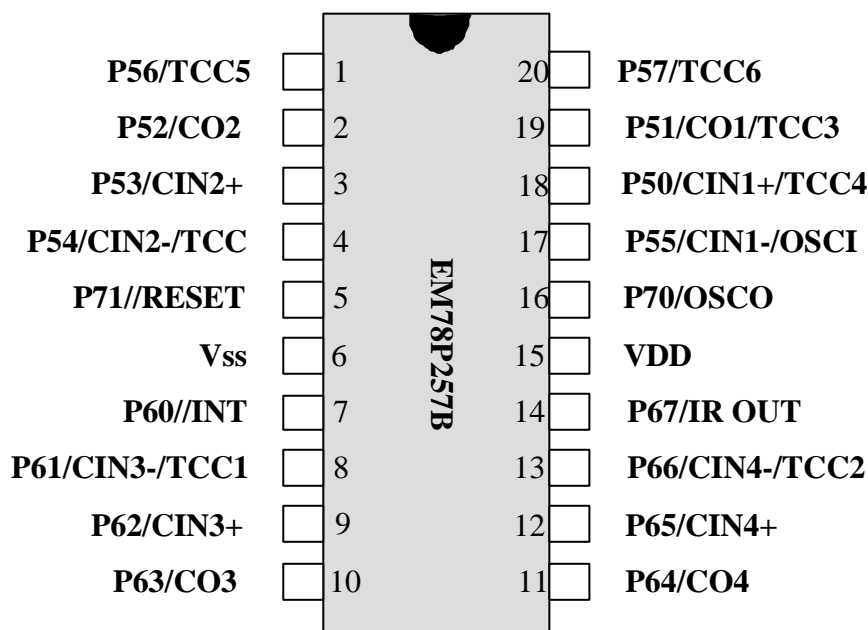 P56/TCC5 1 20 P57/TCC6
P52/CO2 2 19 P51/CO1/TCC3
P53/CIN2+ 3 18 P50/CIN1+/TCC4
P54/CIN2-/TCC 4 17 P55/CIN1-/OSCI
P71//RESET 5 16 P70/OSCO
Vss 6 15 VDD
P60//INT 7 14 P67/IR OUT
P61/CIN3-/TCC1 8 13 P66/CIN4-/TCC2
P62/CIN3+ 9 12 P65/CIN4+
P63/CO3 10 11 P64/CO4
EM78P257B